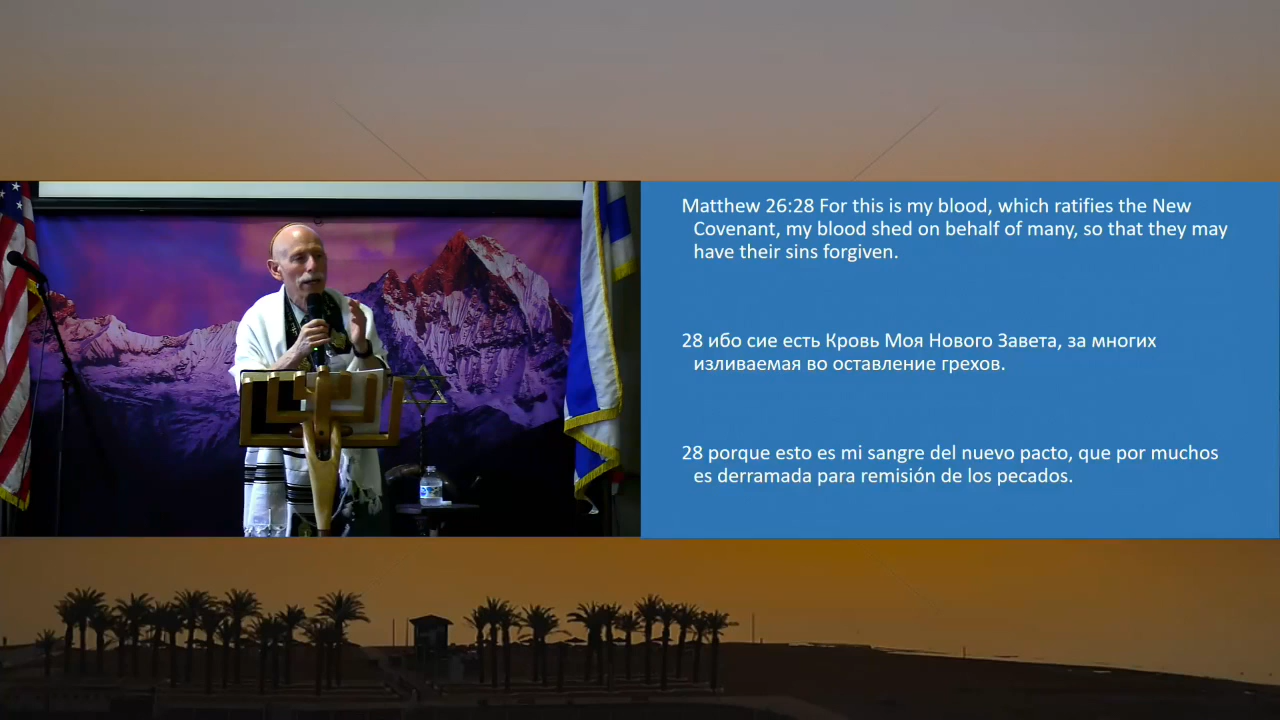 Matthew 26:28 For this is my blood, which ratifies the New
Covenant, my blood shed on behalf of many, so that they may
have their sins forgiven.
28 ибо сие есть Кровь Моя Нового Завета, за многих
изливаемая во оставление грехов.
28 porque esto es mi sangre del nuevo pacto, que por muchos
es derramada para remisión de los pecados.